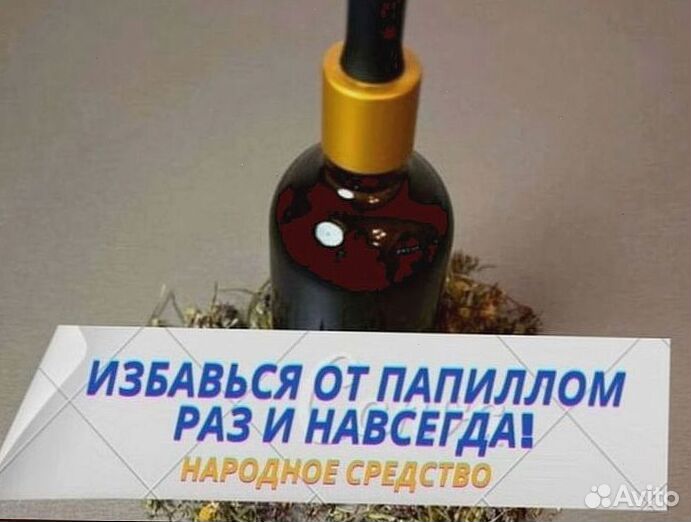 ИЗБАВЬСЯ ОТ ПАПИЛЛОМ
РАЗ И НАВСЕГДА!
НАРОДНОЕ СРЕДСТВО
Avito